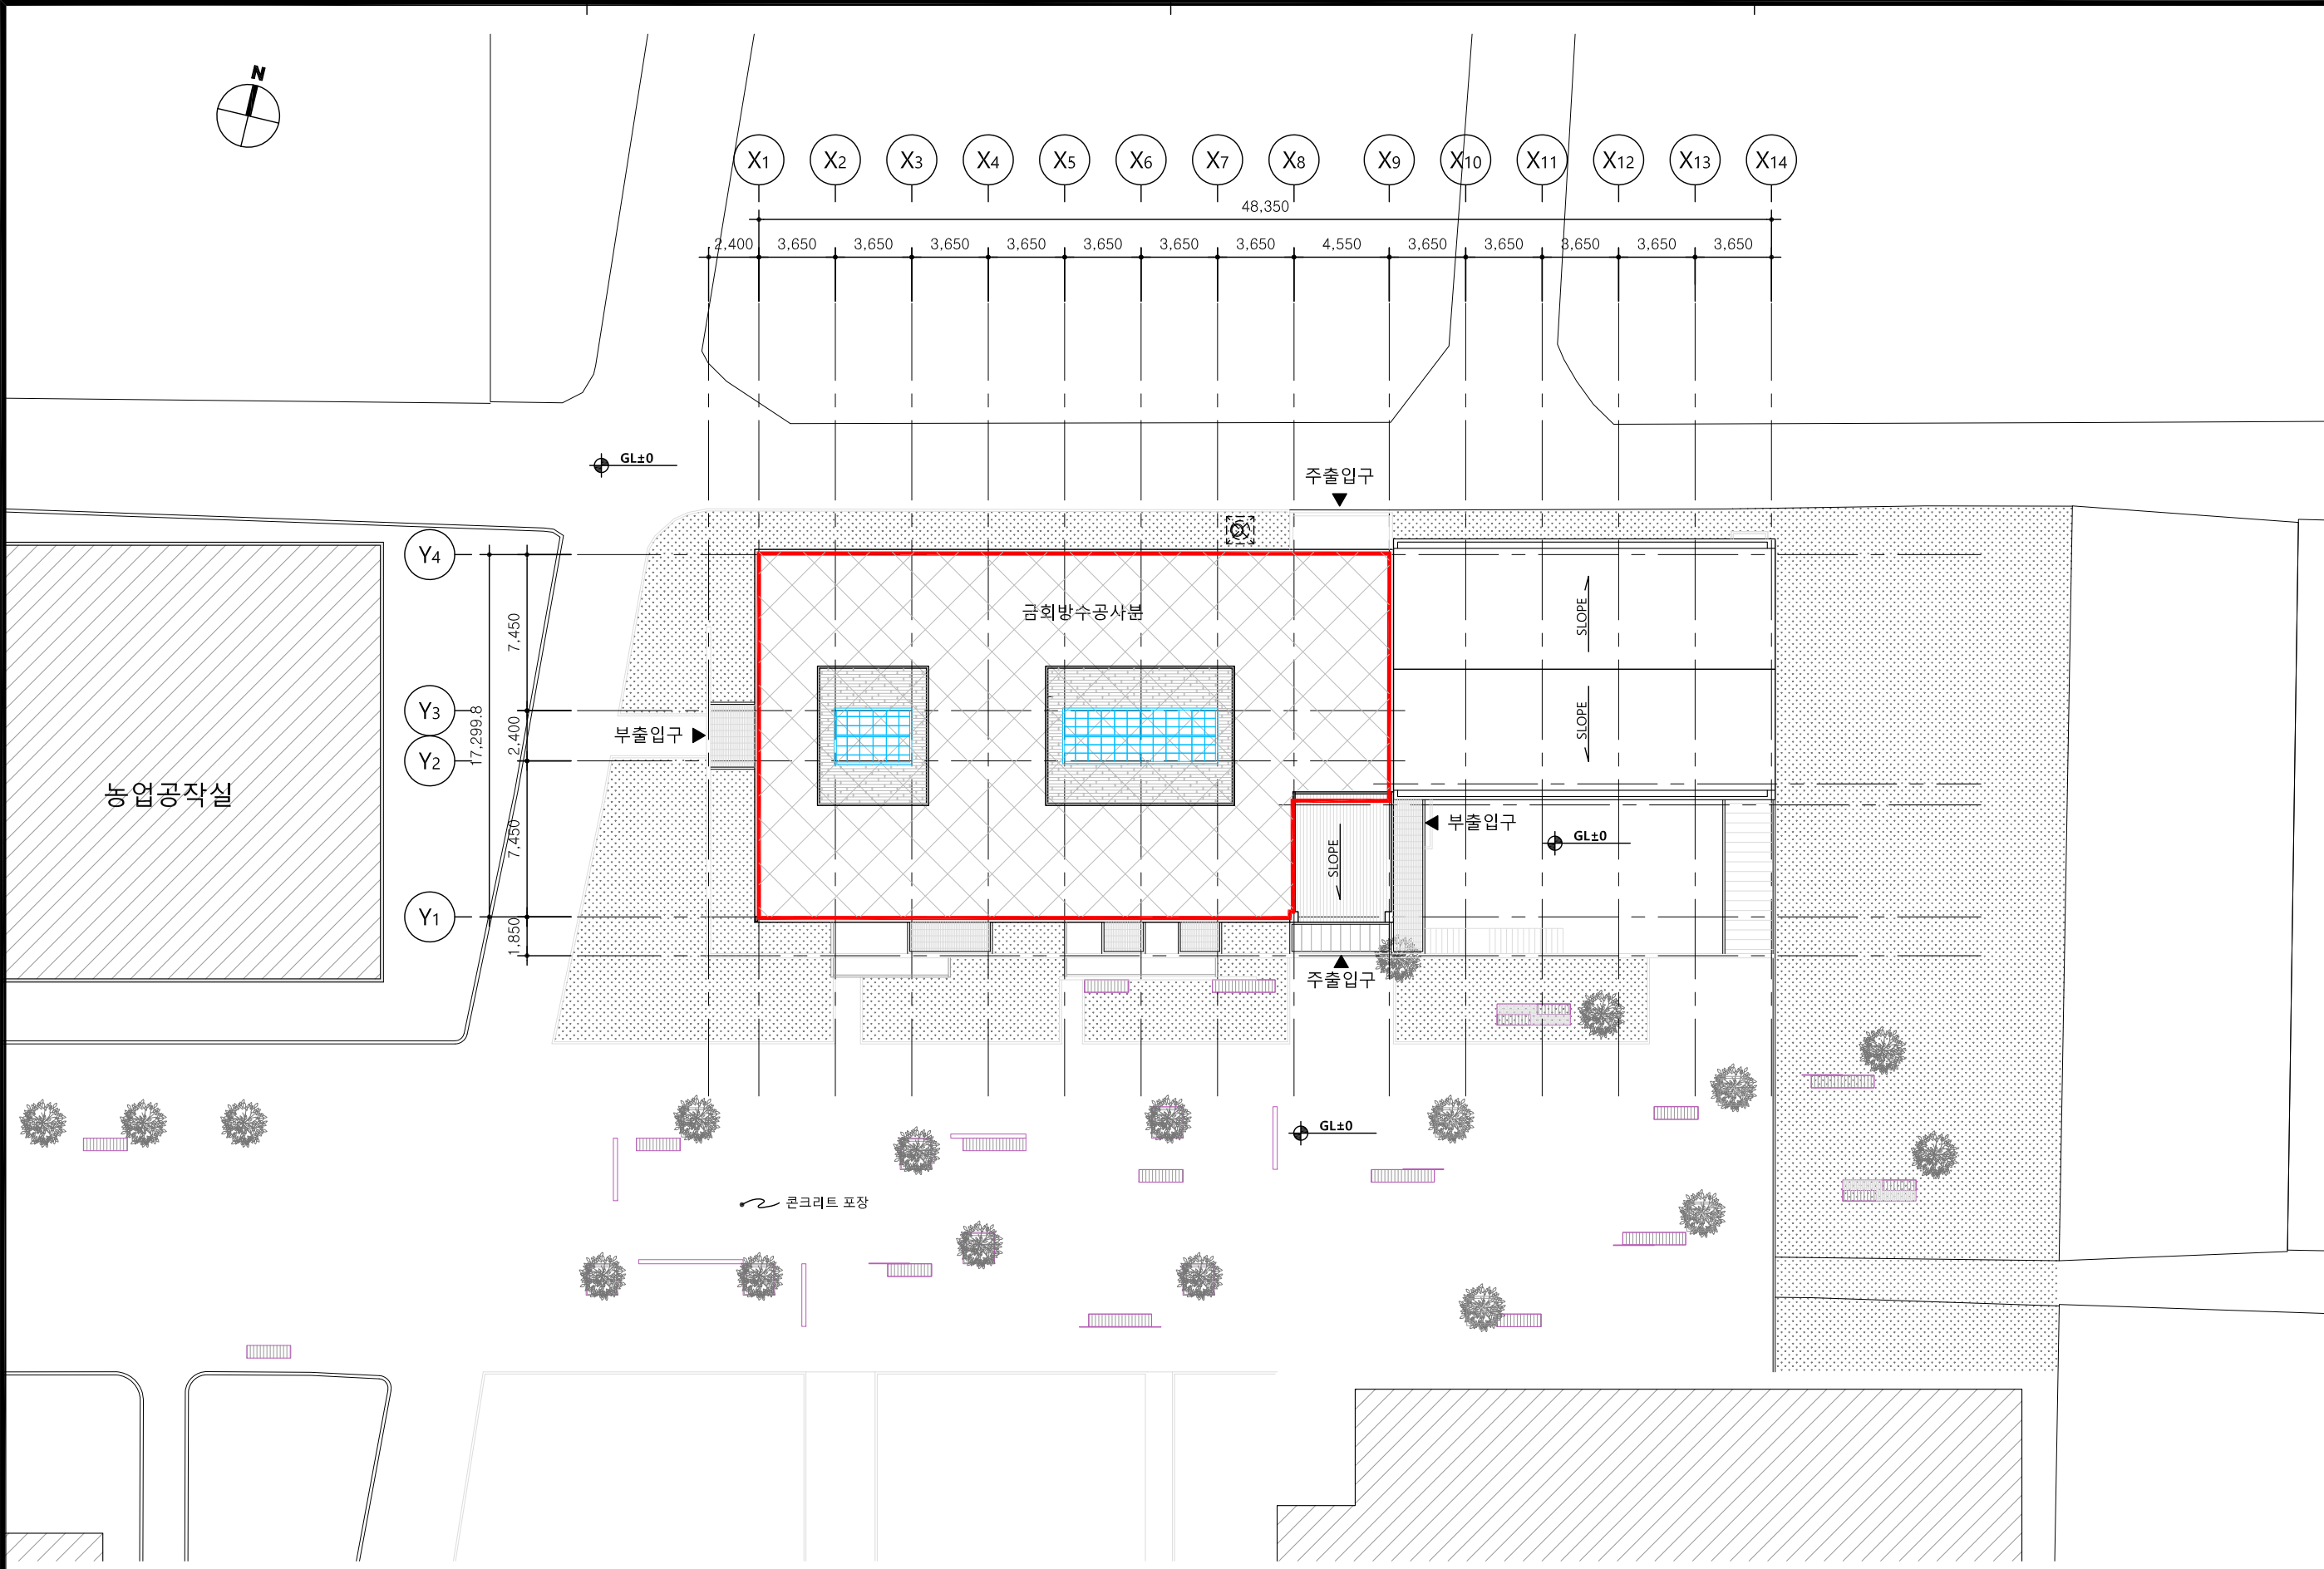 N
X1 X2 X3 X4 X5 X6 X7 X8 X9 X10 X11 X12 X13 X14
48,350
2,400 3,650 3,650 3,650 3,650 3,650 3,650 3,650 4,550 3,650 3,650 3,650 3,650 3,650
GL±0
주출입구
Y4
7,450
금회방수공사분
SLOPE
Y3
17,299.8
2,400
부출입구
SLOPE
Y2
농업공작실
7,450
부출입구
GL±0
SLOPE
Y1
1,850
주출입구
GL±0
콘크리트 포장